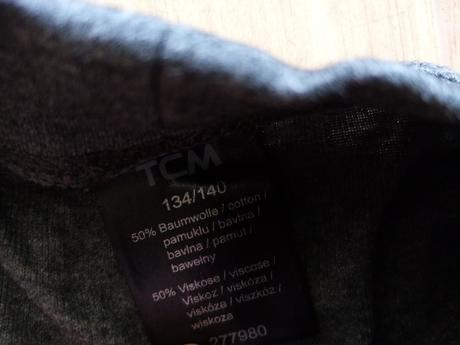 TCM
134/140
50% Baumwolle / cotton /
pamuklu / bavlna /
bavlna / pamut /
bawełny
50% Viskose / viscose /
Viskoz / viskóza /
viszkóza / viszkóz /
wiskoza
277980